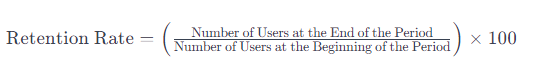 Retention Rate = ( Number of Users at the End of the Period / Number of Users at the Beginning of the Period ) × 100